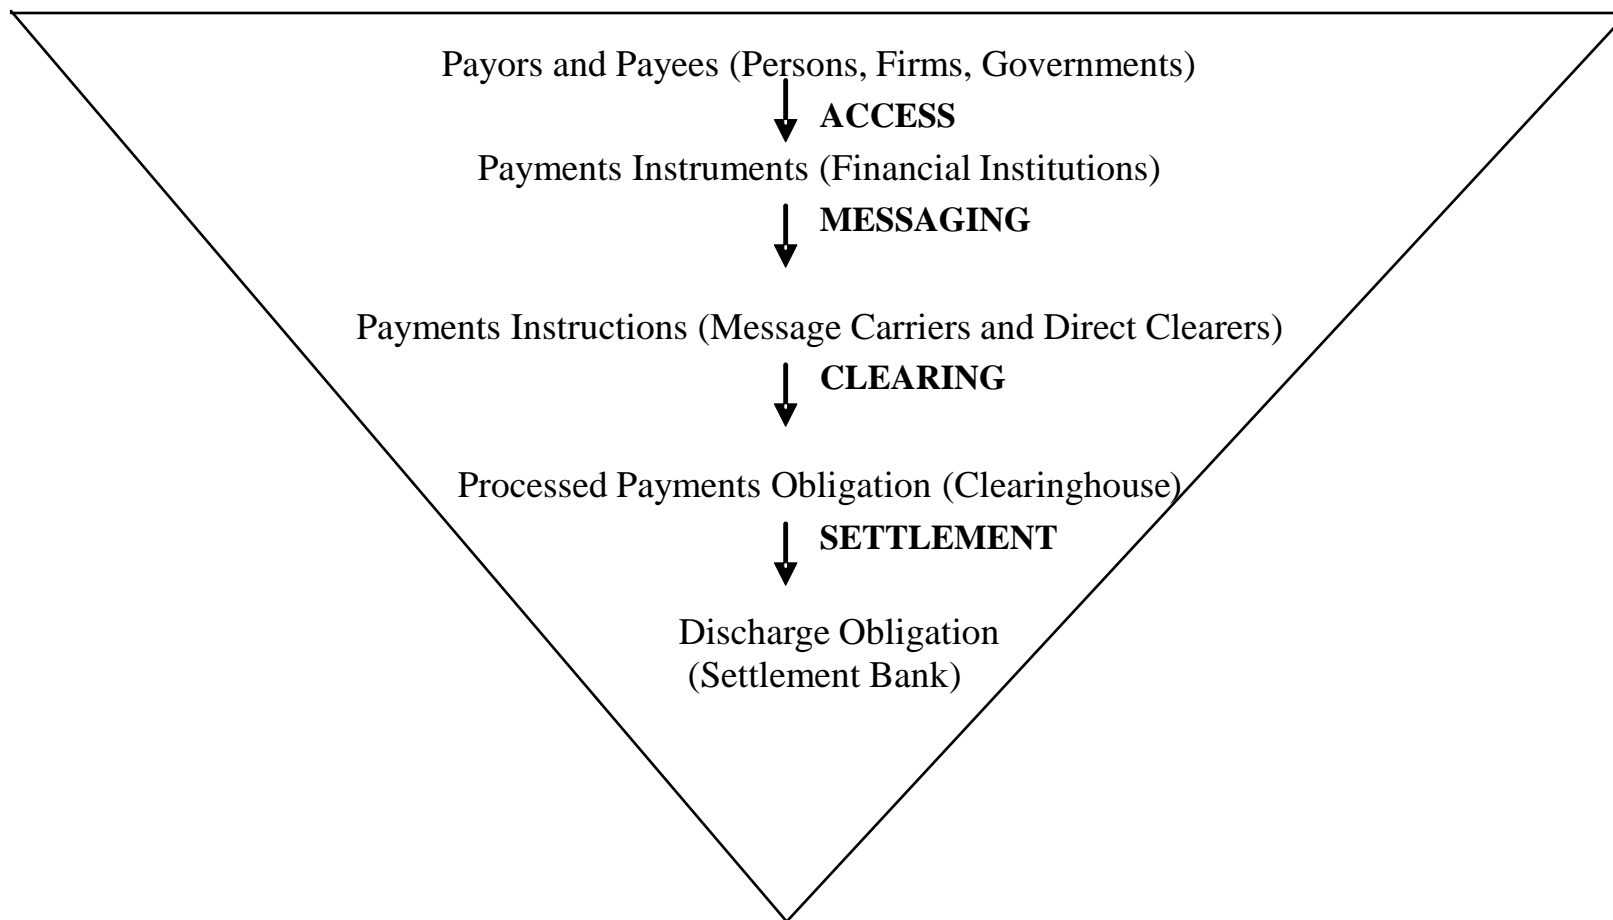 Payors and Payees (Persons, Firms, Governments)
ACCESS
Payments Instruments (Financial Institutions)
MESSAGING
Payments Instructions (Message Carriers and Direct Clearers)
CLEARING
Processed Payments Obligation (Clearinghouse)
SETTLEMENT
Discharge Obligation
(Settlement Bank)